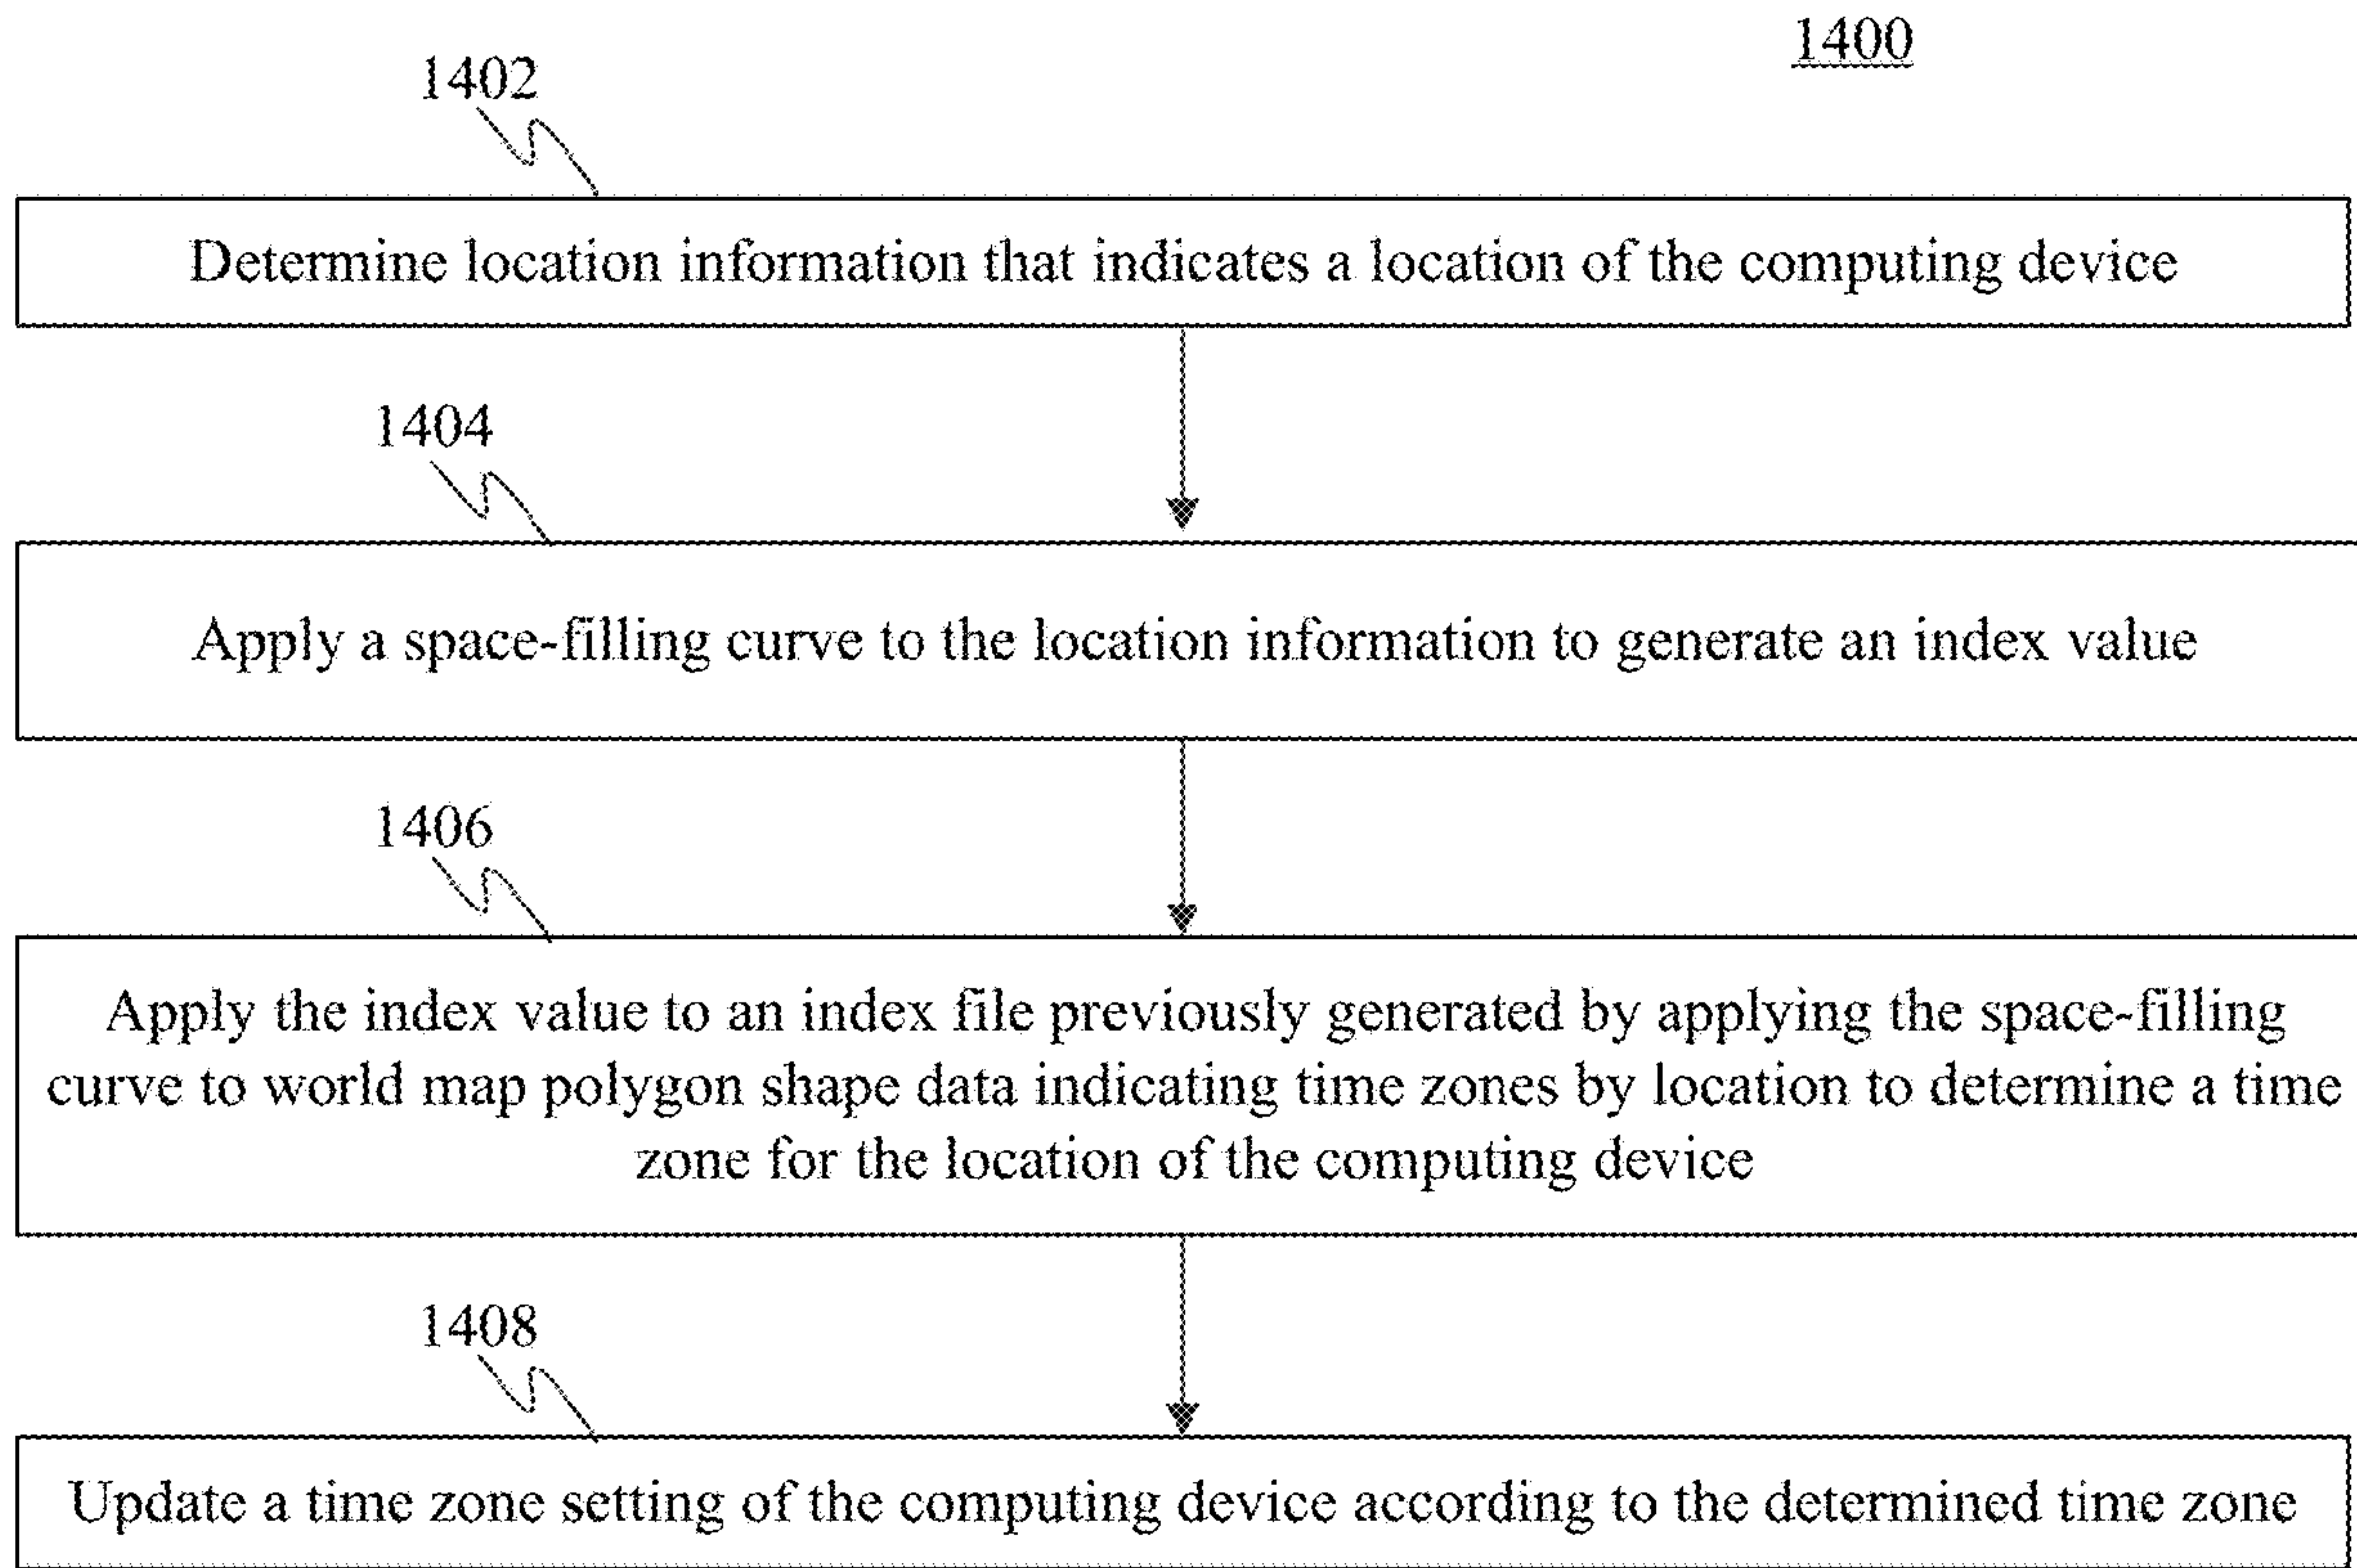 1400
1402
Determine location information that indicates a location of the computing device
1404
Apply a space-filling curve to the location information to generate an index value
1406
Apply the index value to an index file previously generated by applying the space-filling
curve to world map polygon shape data indicating time zones by location to determine a time
zone for the location of the computing device
1408
Update a time zone setting of the computing device according to the determined time zone